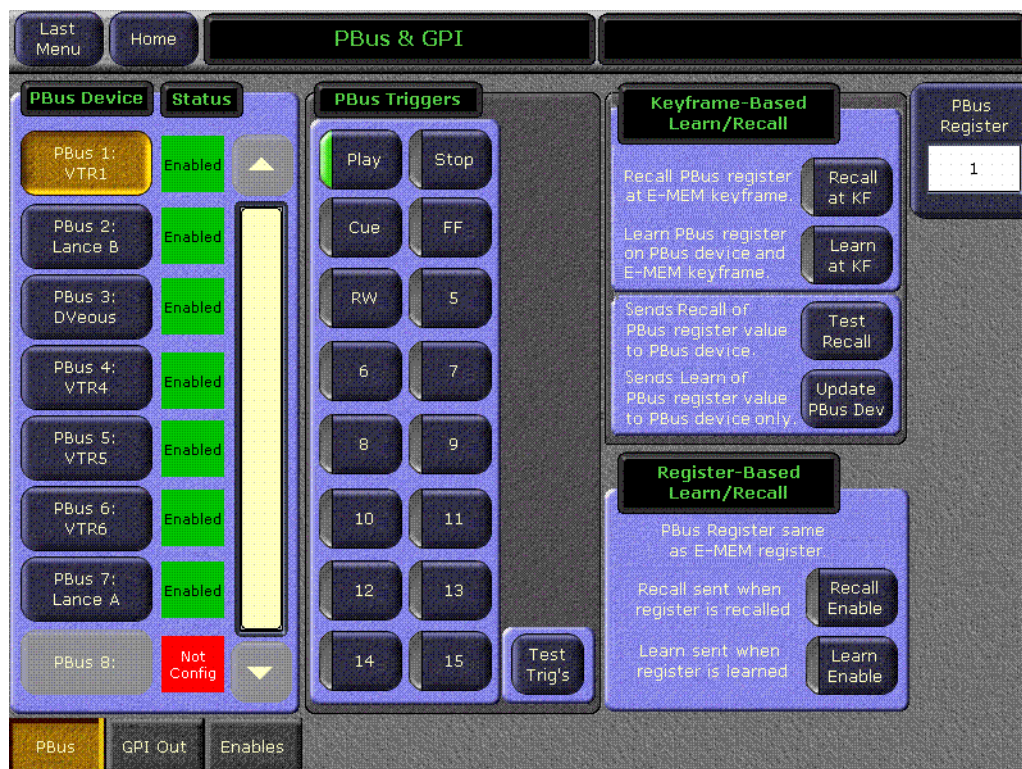 Last
Menu
Home
PBus & GPI
PBus Device
Status
PBus 1:
VTR1
Enabled
PBus 2:
Lance B
Enabled
PBus 3:
DVeous
Enabled
PBus 4:
VTR4
Enabled
PBus 5:
VTR5
Enabled
PBus 6:
VTR6
Enabled
PBus 7:
Lance A
Enabled
PBus 8:
Not
Config
PBus Triggers
Play
Stop
Cue
FF
RW
5
6
7
8
9
10
11
12
13
14
15
Test
Trig's
Keyframe-Based
Learn/Recall
Recall PBus register
at E-MEM keyframe.
Recall
at KF
Learn PBus register
on PBus device and
E-MEM keyframe.
Learn
at KF
Sends Recall of
PBus register value
to PBus device.
Test
Recall
Sends Learn of
PBus register value
to PBus device only.
Update
PBus Dev
Register-Based
Learn/Recall
PBus Register same
as E-MEM register
Recall sent when
register is recalled
Recall
Enable
Learn sent when
register is learned
Learn
Enable
PBus
Register
1
PBus
GPI Out
Enables